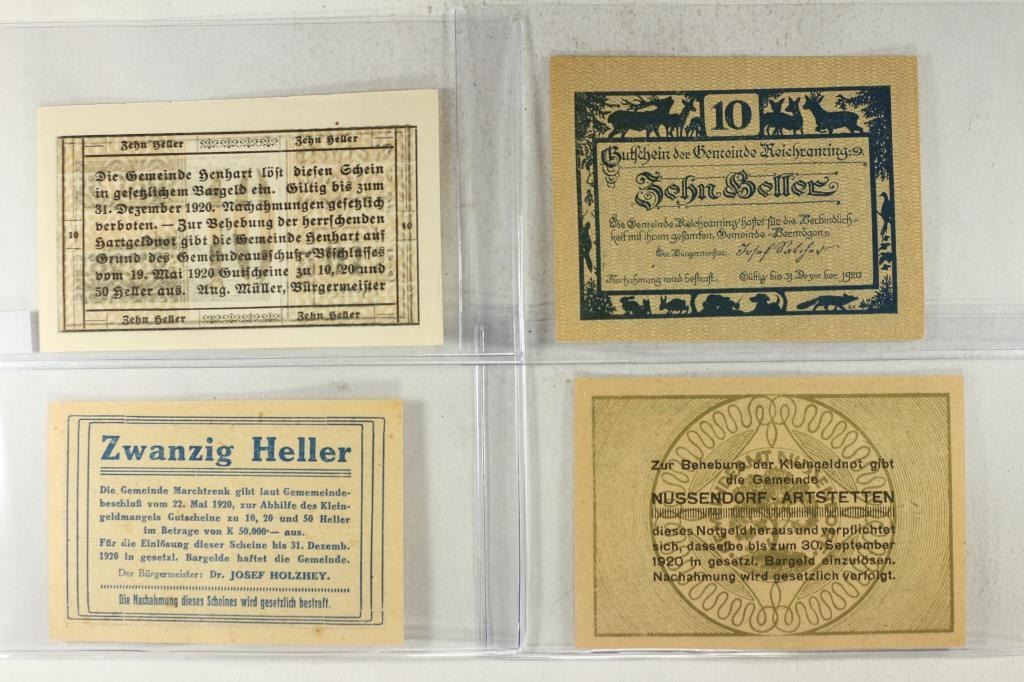 Zehn Heller Zehn Heller
Die Gemeinde Henhart löst diesen Schein
in gesetzlichem Bargeld ein. Giltig bis zum
31. Dezember 1920. Nachahmungen gesetzlich
verboten. — Zur Behebung der herrschenden
Hartgeldnot gibt die Gemeinde Henhart auf
Grund des Gemeindeausschuß-Beschlusses
vom 19. Mai 1920 Gutscheine zu 10, 20 und
50 Heller aus. Aug. Müller, Bürgermeister
10 10
Zehn Heller Zehn Heller
10
Gutschein der Gemeinde Reichraming
Zehn Heller
Die Gemeinde Reichraming haftet für die Verbindlich-
keit mit ihrem gesamten Gemeinde-Vermögen
Der Bürgermeister: Josef
Nachahmung wird bestraft. Gültig bis 31. Dezember 1920
Zwanzig Heller
Die Gemeinde Marchtrenk gibt laut Gememeinde-
beschluß vom 22. Mai 1920, zur Abhilfe des Klein-
geldmangels Gutscheine zu 10, 20 und 50 Heller
im Betrage von K 50.000·— aus.
Für die Einlösung dieser Scheine bis 31. Dezemb.
1920 in gesetzl. Bargelde haftet die Gemeinde.
Der Bürgermeister: Dr. JOSEF HOLZHEY.
Die Nachahmung dieses Scheines wird gesetzlich bestraft.
Zur Behebung der Kleingeldnot gibt
die Gemeinde
NUSSENDORF - ARTSTETTEN
dieses Notgeld heraus und verpflichtet
sich, dasselbe bis zum 30. September
1920 in gesetzl. Bargeld einzulösen.
Nachahmung wird gesetzlich verfolgt.